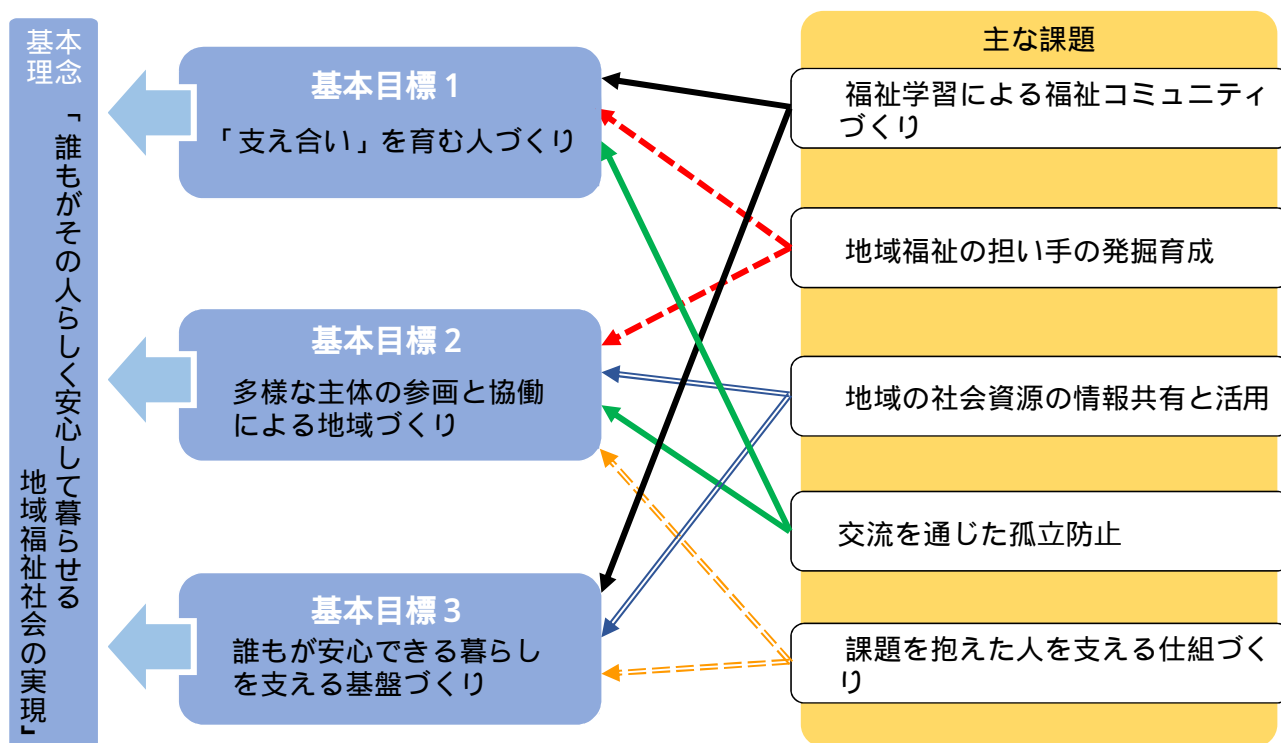 基本
理念
「誰もがその人らしく安心して暮らせる
地域福祉社会の実現」
基本目標1
「支え合い」を育む人づくり
基本目標2
多様な主体の参画と協働
による地域づくり
基本目標3
誰もが安心できる暮らし
を支える基盤づくり
主な課題
福祉学習による福祉コミュニティ
づくり
地域福祉の担い手の発掘育成
地域の社会資源の情報共有と活用
交流を通じた孤立防止
課題を抱えた人を支える仕組づく
り